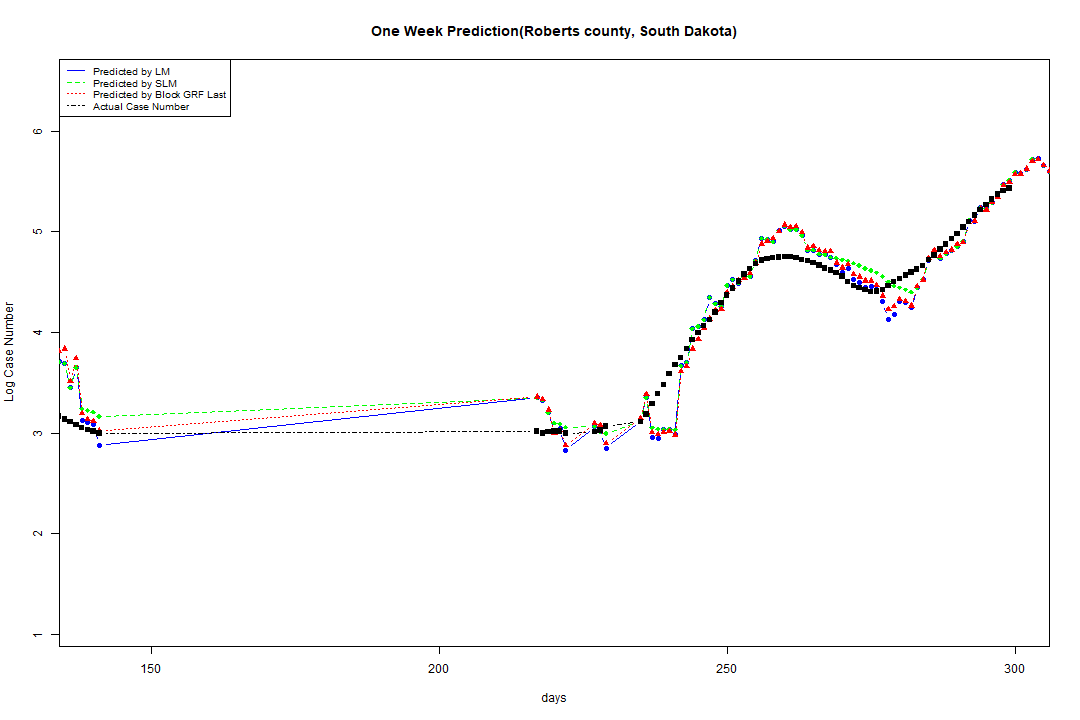 One Week Prediction(Roberts county, South Dakota)
Predicted by LM
Predicted by SLM
Predicted by Block GRF Last
Actual Case Number
Log Case Number
6
5
4
3
2
1
150
200
250
300
days